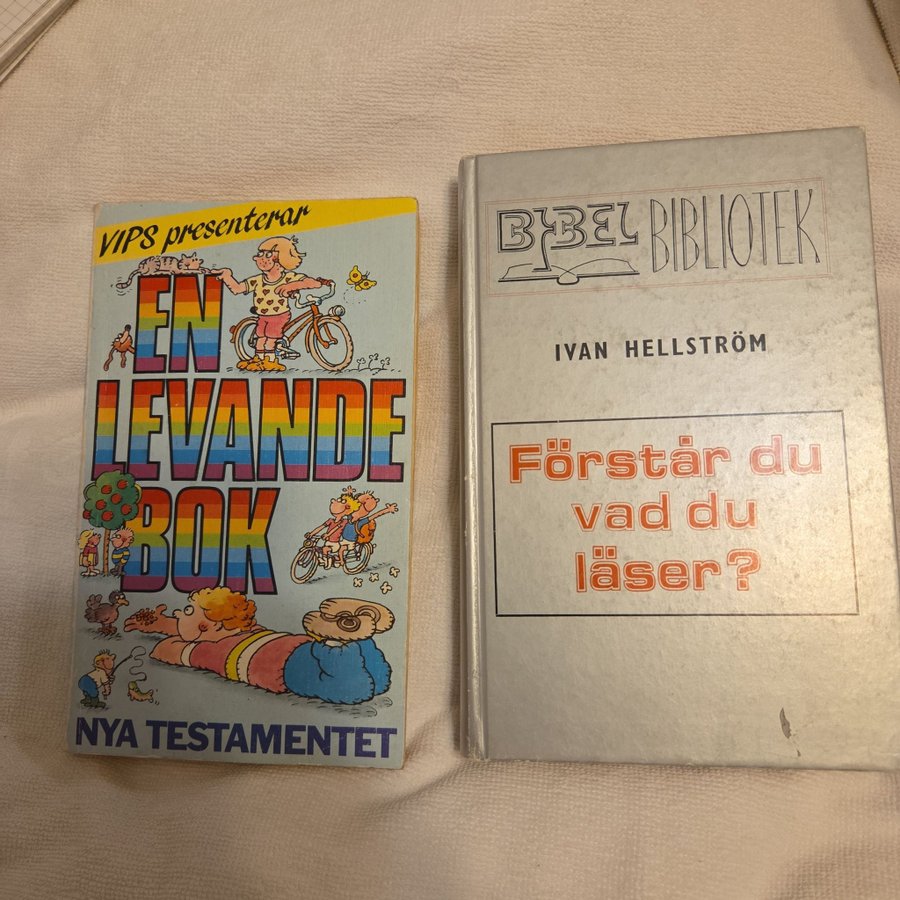 VIPS presenterar
EN
LEVANDE
BOK
NYA TESTAMENTET
BIBEL BIBLIOTEK
IVAN HELLSTRÖM
Förstår du
vad du
läser?